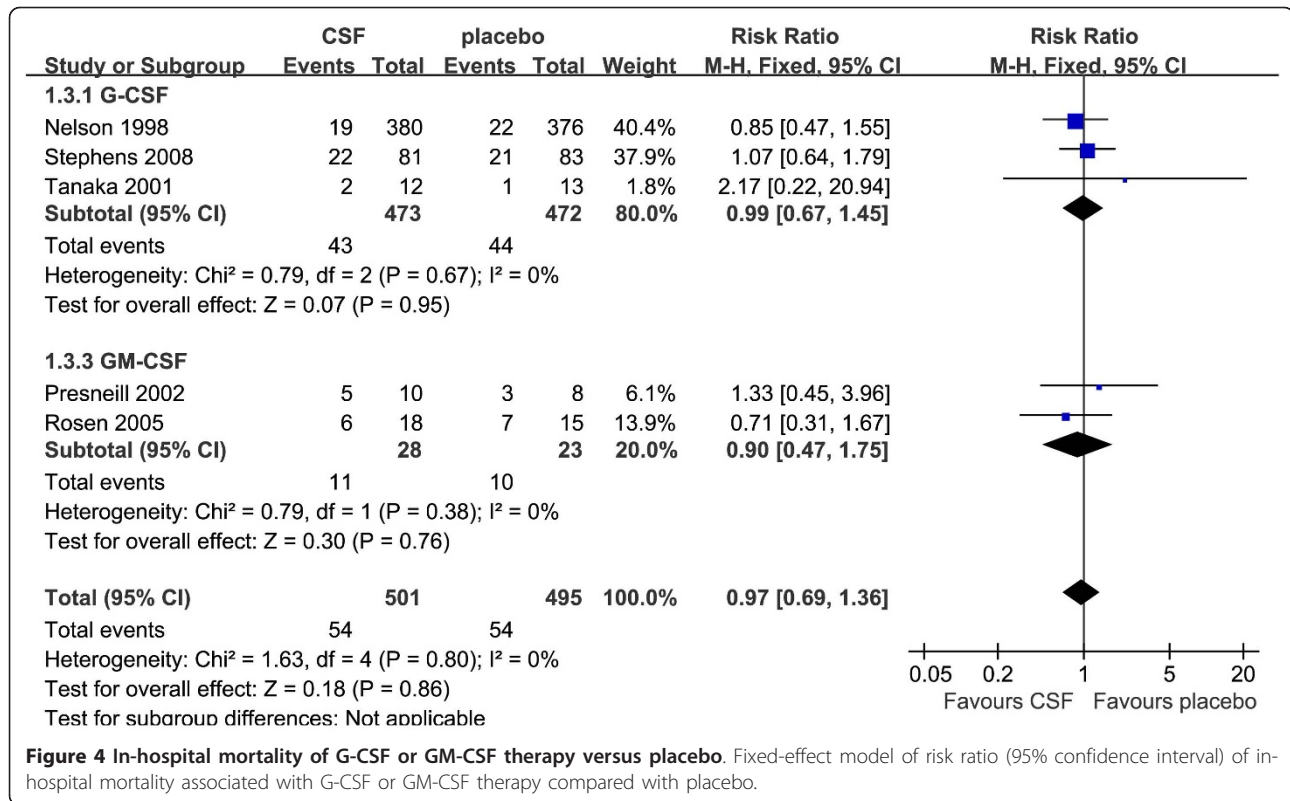 CSF placebo Risk Ratio Risk Ratio
Study or Subgroup Events Total Events Total Weight M-H, Fixed, 95% CI M-H, Fixed, 95% CI
1.3.1 G-CSF
Nelson 1998 19 380 22 376 40.4% 0.85 [0.47, 1.55]
Stephens 2008 22 81 21 83 37.9% 1.07 [0.64, 1.79]
Tanaka 2001 2 12 1 13 1.8% 2.17 [0.22, 20.94]
Subtotal (95% CI) 473 472 80.0% 0.99 [0.67, 1.45]
Total events 43 44
Heterogeneity: Chi² = 0.79, df = 2 (P = 0.67); I² = 0%
Test for overall effect: Z = 0.07 (P = 0.95)
1.3.3 GM-CSF
Presneill 2002 5 10 3 8 6.1% 1.33 [0.45, 3.96]
Rosen 2005 6 18 7 15 13.9% 0.71 [0.31, 1.67]
Subtotal (95% CI) 28 23 20.0% 0.90 [0.47, 1.75]
Total events 11 10
Heterogeneity: Chi² = 0.79, df = 1 (P = 0.38); I² = 0%
Test for overall effect: Z = 0.30 (P = 0.76)
Total (95% CI) 501 495 100.0% 0.97 [0.69, 1.36]
Total events 54 54
Heterogeneity: Chi² = 1.63, df = 4 (P = 0.80); I² = 0%
Test for overall effect: Z = 0.18 (P = 0.86)
Test for subgroup differences: Not applicable
0.05 0.2 1 5 20
Favours CSF Favours placebo
Figure 4 In-hospital mortality of G-CSF or GM-CSF therapy versus placebo. Fixed-effect model of risk ratio (95% confidence interval) of in-
hospital mortality associated with G-CSF or GM-CSF therapy compared with placebo.